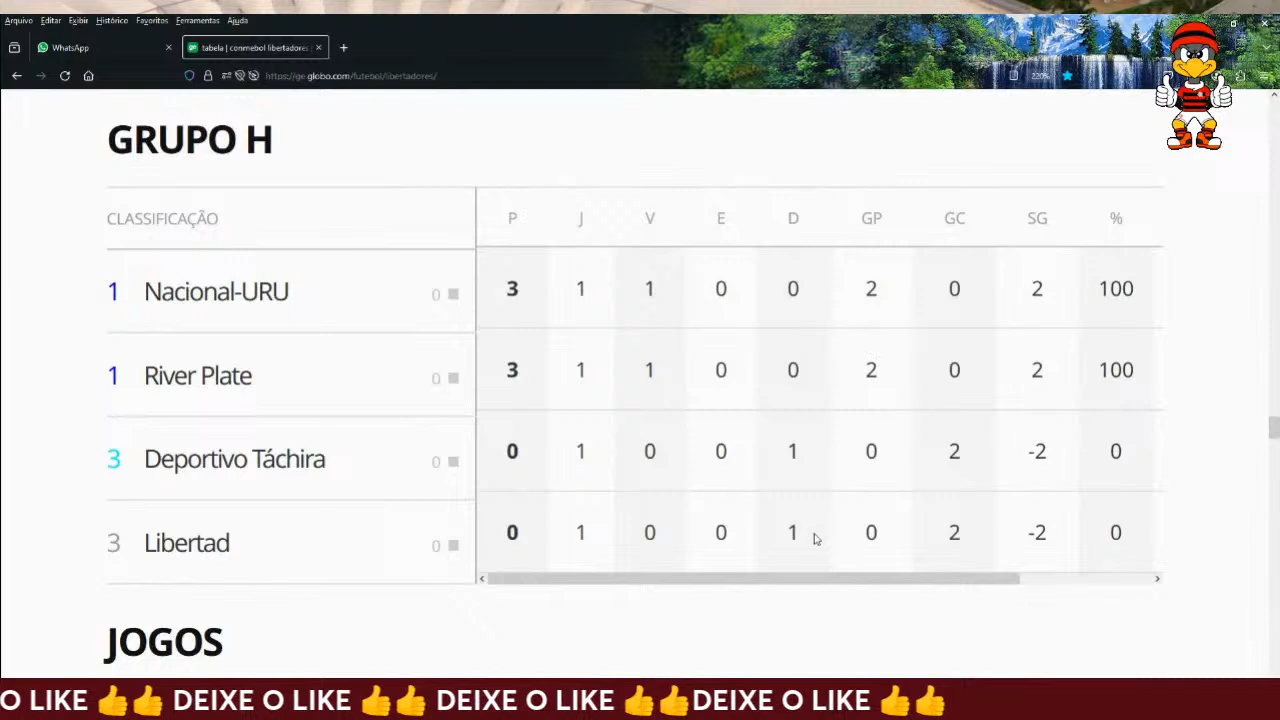 Arquivo Editar Exibir Histórico Favoritos Ferramentas Ajuda
WhatsApp × tabela | conmebol libertadores × +
https://ge.globo.com/futebol/libertadores/ 220%
GRUPO H
CLASSIFICAÇÃO P J V E D GP GC SG %
1 Nacional-URU 0 3 1 1 0 0 2 0 2 100
1 River Plate 0 3 1 1 0 0 2 0 2 100
3 Deportivo Táchira 0 0 1 0 0 1 0 2 -2 0
3 Libertad 0 0 1 0 0 1 0 2 -2 0
JOGOS
O LIKE 👍👍 DEIXE O LIKE 👍👍 DEIXE O LIKE 👍👍DEIXE O LIKE 👍👍